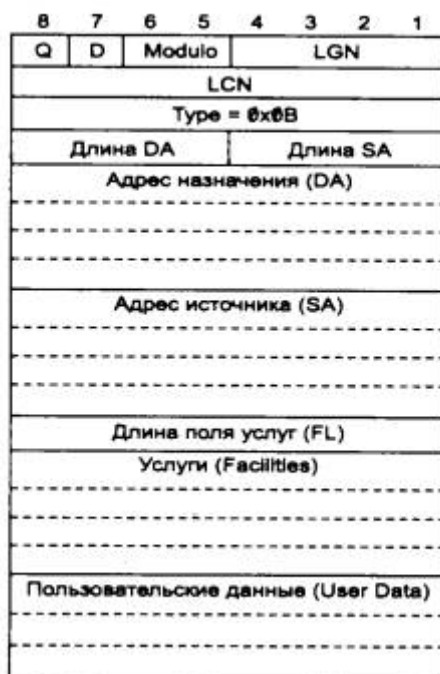 8 7 6 5 4 3 2 1
Q D Modulo LGN
LCN
Type = 0x0B
Длина DA Длина SA
Адрес назначения (DA)
Адрес источника (SA)
Длина поля услуг (FL)
Услуги (Facilities)
Пользовательские данные (User Data)